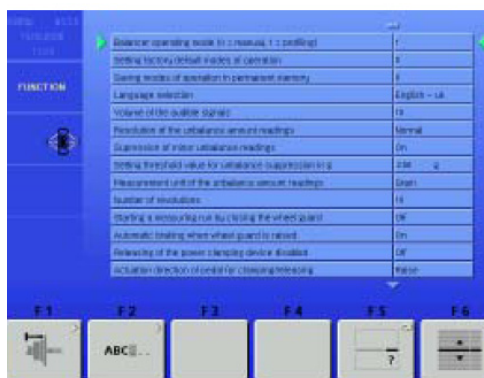 FUNCTION
Balancer operating mode (0 = manual, 1 = profiling)
Setting factory default modes of operation
Saving modes of operation in permanent memory
Language selection English - uk
Volume of the audible signals 10
Resolution of the unbalance amount readings Normal
Supression of minor unbalance readings On
Setting threshold value for unbalance suppression in g g
Measurement unit of the unbalance amount readings Gram
Number of revolutions 10
Starting a measuring run by closing the wheel guard Off
Automatic braking when wheel guard is raised On
Releasing of the power clamping device disabled Off
Actuation direction of pedal for clamping/releasing Raise
F1 F2 F3 F4 F5 F6
ABC
?